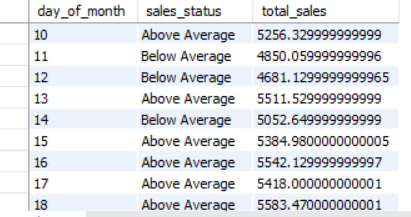 day_of_month sales_status total_sales
10 Above Average 5256.329999999999
11 Below Average 4850.059999999996
12 Below Average 4681.1299999999965
13 Above Average 5511.529999999999
14 Below Average 5052.649999999999
15 Above Average 5384.9800000000005
16 Above Average 5542.129999999997
17 Above Average 5418.000000000001
18 Above Average 5583.470000000001